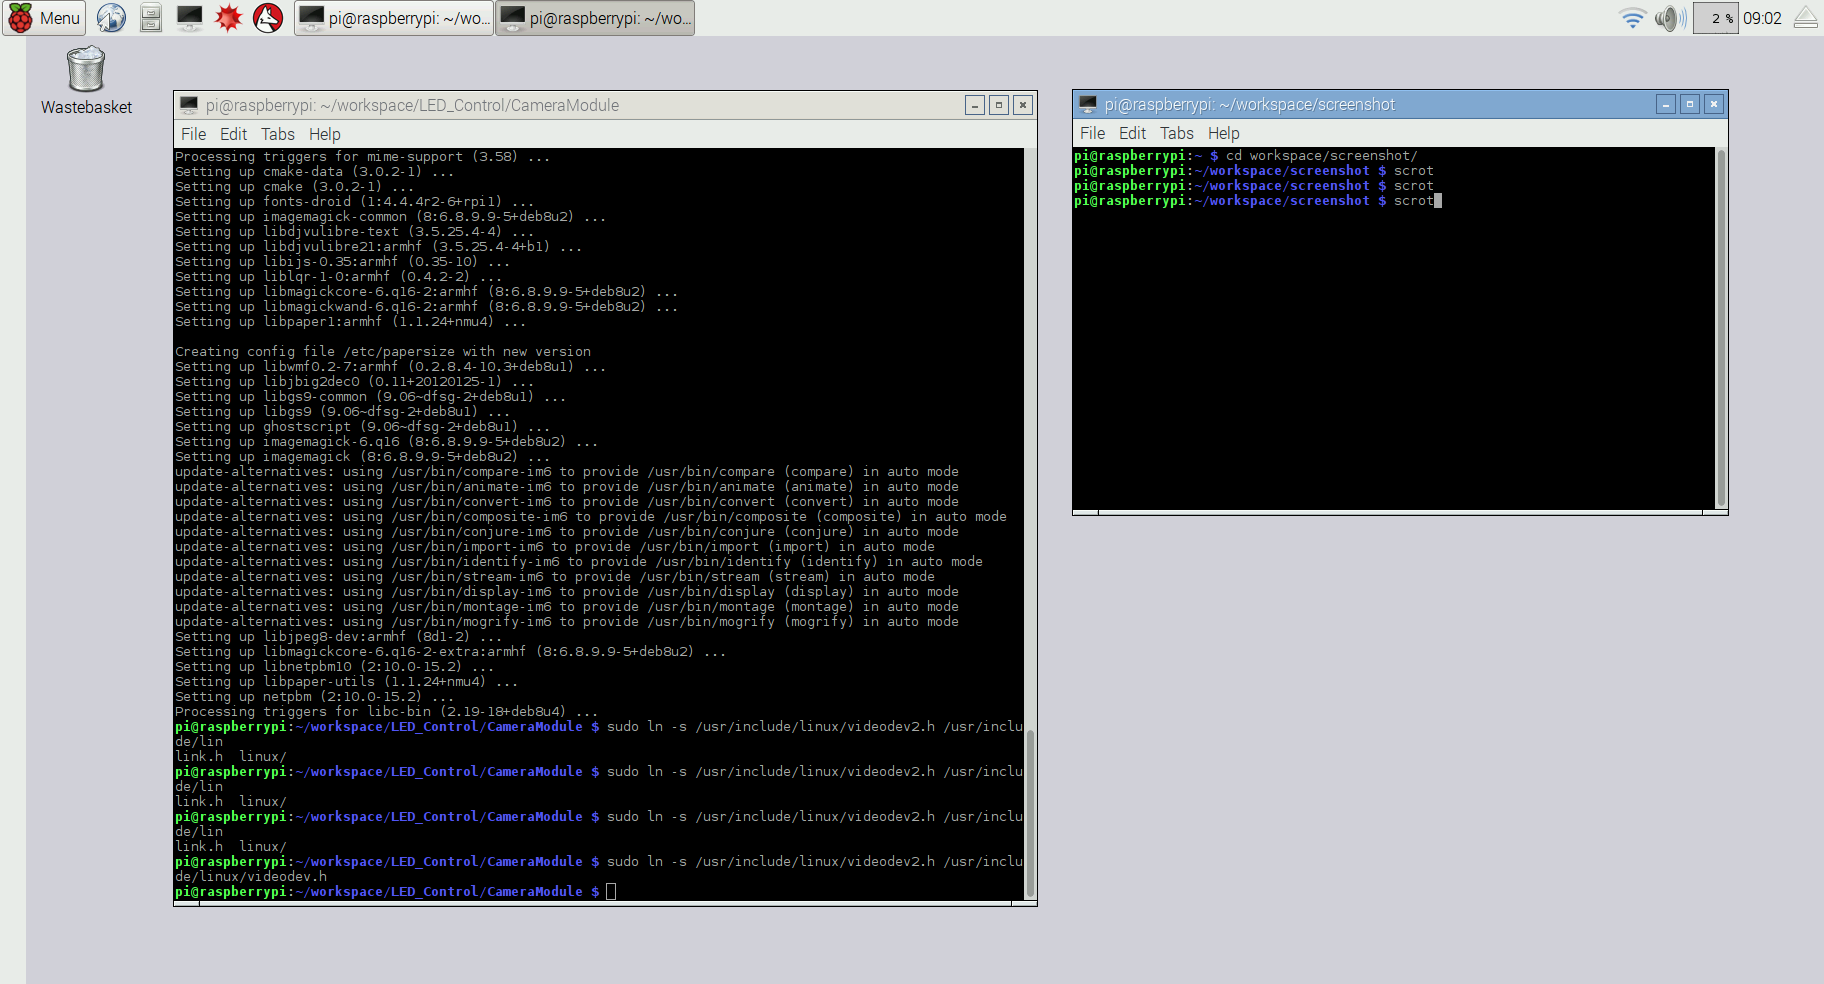 Menu
pi@raspberrypi: ~/wo...
pi@raspberrypi: ~/wo...
2 %
09:02
Wastebasket
pi@raspberrypi: ~/workspace/LED_Control/CameraModule
File Edit Tabs Help
Processing triggers for mime-support (3.58) ...
Setting up cmake-data (3.0.2-1) ...
Setting up cmake (3.0.2-1) ...
Setting up fonts-droid (1:4.4.4r2-6+rpi1) ...
Setting up imagemagick-common (8:6.8.9.9-5+deb8u2) ...
Setting up libdjvulibre-text (3.5.25.4-4) ...
Setting up libdjvulibre21:armhf (3.5.25.4-4+b1) ...
Setting up libijs-0.35:armhf (0.35-10) ...
Setting up liblqr-1-0:armhf (0.4.2-2) ...
Setting up libmagickcore-6.q16-2:armhf (8:6.8.9.9-5+deb8u2) ...
Setting up libmagickwand-6.q16-2:armhf (8:6.8.9.9-5+deb8u2) ...
Setting up libpaper1:armhf (1.1.24+nmu4) ...
Creating config file /etc/papersize with new version
Setting up libwmf0.2-7:armhf (0.2.8.4-10.3+deb8u1) ...
Setting up libjbig2dec0 (0.11+20120125-1) ...
Setting up libgs9-common (9.06~dfsg-2+deb8u1) ...
Setting up libgs9 (9.06~dfsg-2+deb8u1) ...
Setting up ghostscript (9.06~dfsg-2+deb8u1) ...
Setting up imagemagick-6.q16 (8:6.8.9.9-5+deb8u2) ...
Setting up imagemagick (8:6.8.9.9-5+deb8u2) ...
update-alternatives: using /usr/bin/compare-im6 to provide /usr/bin/compare (compare) in auto mode
update-alternatives: using /usr/bin/animate-im6 to provide /usr/bin/animate (animate) in auto mode
update-alternatives: using /usr/bin/convert-im6 to provide /usr/bin/convert (convert) in auto mode
update-alternatives: using /usr/bin/composite-im6 to provide /usr/bin/composite (composite) in auto mode
update-alternatives: using /usr/bin/conjure-im6 to provide /usr/bin/conjure (conjure) in auto mode
update-alternatives: using /usr/bin/import-im6 to provide /usr/bin/import (import) in auto mode
update-alternatives: using /usr/bin/identify-im6 to provide /usr/bin/identify (identify) in auto mode
update-alternatives: using /usr/bin/stream-im6 to provide /usr/bin/stream (stream) in auto mode
update-alternatives: using /usr/bin/display-im6 to provide /usr/bin/display (display) in auto mode
update-alternatives: using /usr/bin/montage-im6 to provide /usr/bin/montage (montage) in auto mode
update-alternatives: using /usr/bin/mogrify-im6 to provide /usr/bin/mogrify (mogrify) in auto mode
Setting up libjpeg8-dev:armhf (8d1-2) ...
Setting up libmagickcore-6.q16-2-extra:armhf (8:6.8.9.9-5+deb8u2) ...
Setting up libnetpbm10 (2:10.0-15.2) ...
Setting up libpaper-utils (1.1.24+nmu4) ...
Setting up netpbm (2:10.0-15.2) ...
Processing triggers for libc-bin (2.19-18+deb8u4) ...
pi@raspberrypi:~/workspace/LED_Control/CameraModule $ sudo ln -s /usr/include/linux/videodev2.h /usr/inclu
de/lin
link.h linux/
pi@raspberrypi:~/workspace/LED_Control/CameraModule $ sudo ln -s /usr/include/linux/videodev2.h /usr/inclu
de/lin
link.h linux/
pi@raspberrypi:~/workspace/LED_Control/CameraModule $ sudo ln -s /usr/include/linux/videodev2.h /usr/inclu
de/lin
link.h linux/
pi@raspberrypi:~/workspace/LED_Control/CameraModule $ sudo ln -s /usr/include/linux/videodev2.h /usr/inclu
de/linux/videodev.h
pi@raspberrypi:~/workspace/LED_Control/CameraModule $
pi@raspberrypi: ~/workspace/screenshot
File Edit Tabs Help
pi@raspberrypi:~ $ cd workspace/screenshot/
pi@raspberrypi:~/workspace/screenshot $ scrot
pi@raspberrypi:~/workspace/screenshot $ scrot
pi@raspberrypi:~/workspace/screenshot $ scrot